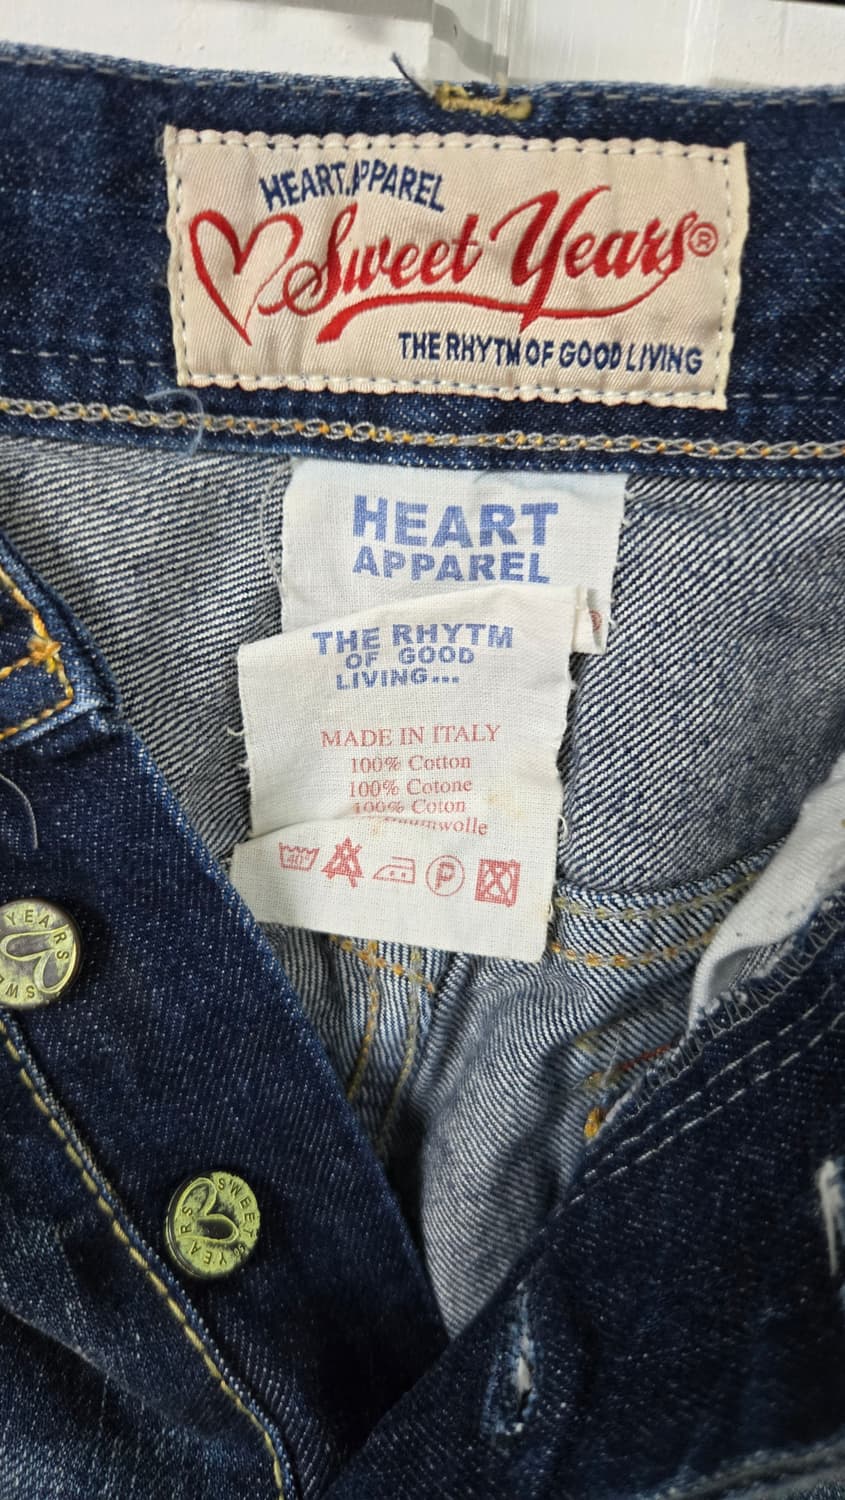 HEART.APPAREL
Sweet Years®
THE RHYTM OF GOOD LIVING
HEART
APPAREL
THE RHYTM
OF GOOD
LIVING...
MADE IN ITALY
100% Cotton
100% Cotone
100% Coton
40°
P
SWEET YEARS
SWEET YEARS